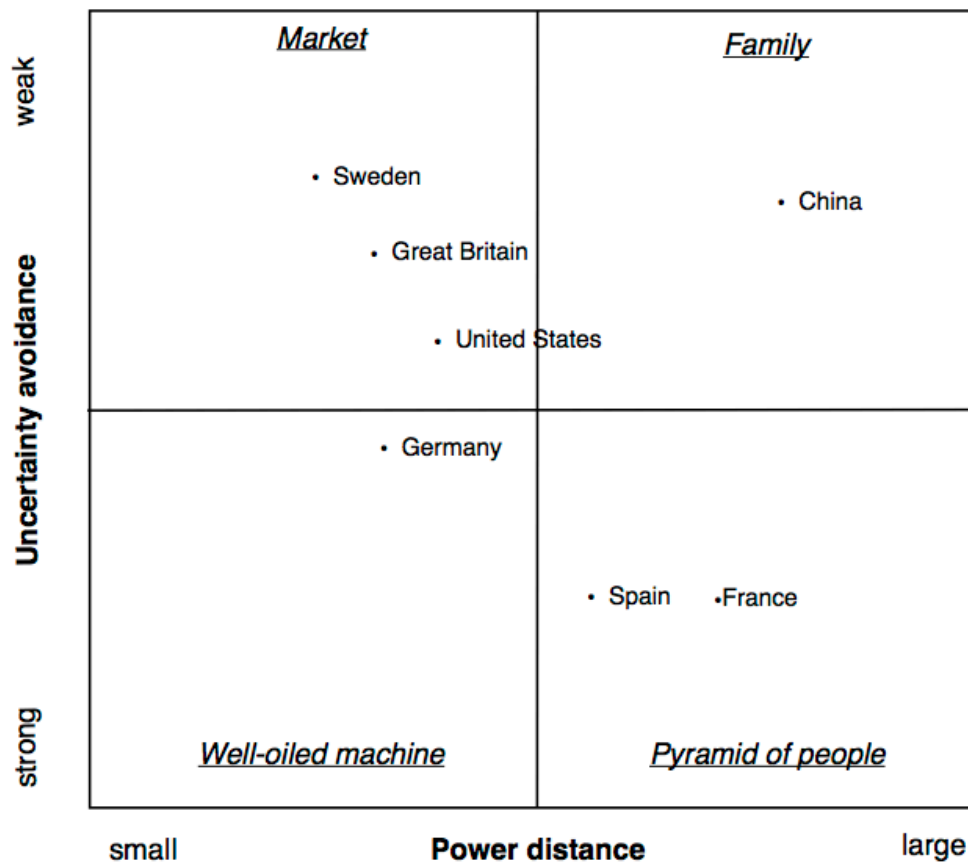 Market
Family
weak
Sweden
China
Great Britain
United States
Uncertainty avoidance
Germany
Spain
France
strong
Well-oiled machine
Pyramid of people
small
Power distance
large